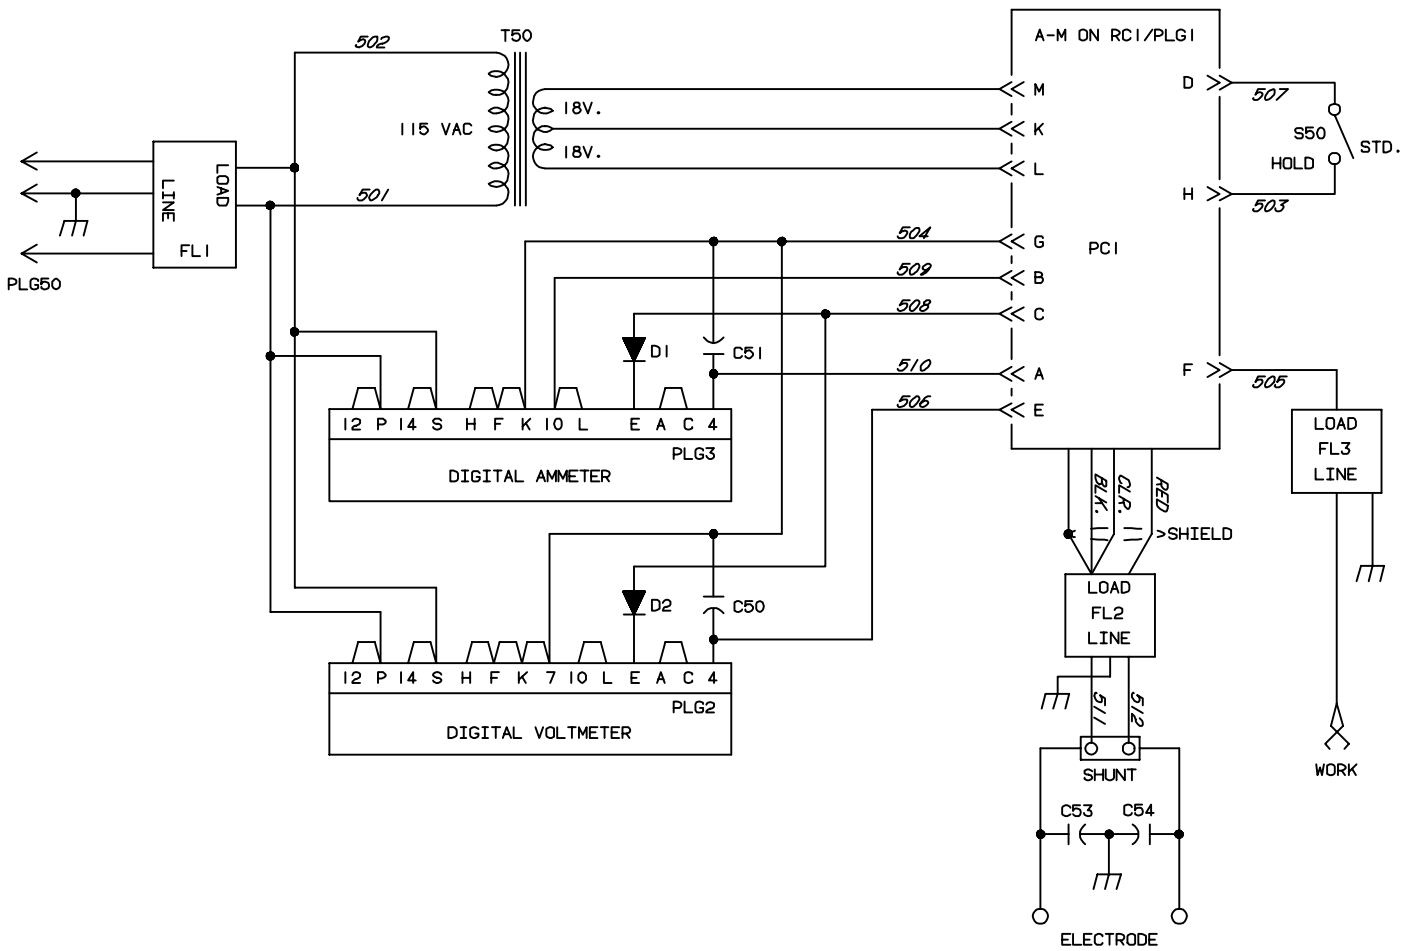 502
T50
A-M ON RC1/PLG1
115 VAC
18V.
18V.
M
K
L
D
507
S50
STD.
HOLD
H
503
LINE
LOAD
FL1
501
PLG50
504
G
PC1
509
B
508
C
D1
C51
510
A
F
505
506
E
12 P 14 S H F K 10 L E A C 4
PLG3
DIGITAL AMMETER
LOAD
FL3
LINE
BLK.
CLR.
RED
>SHIELD
D2
C50
LOAD
FL2
LINE
12 P 14 S H F K 7 10 L E A C 4
PLG2
DIGITAL VOLTMETER
511
512
SHUNT
WORK
C53
C54
ELECTRODE